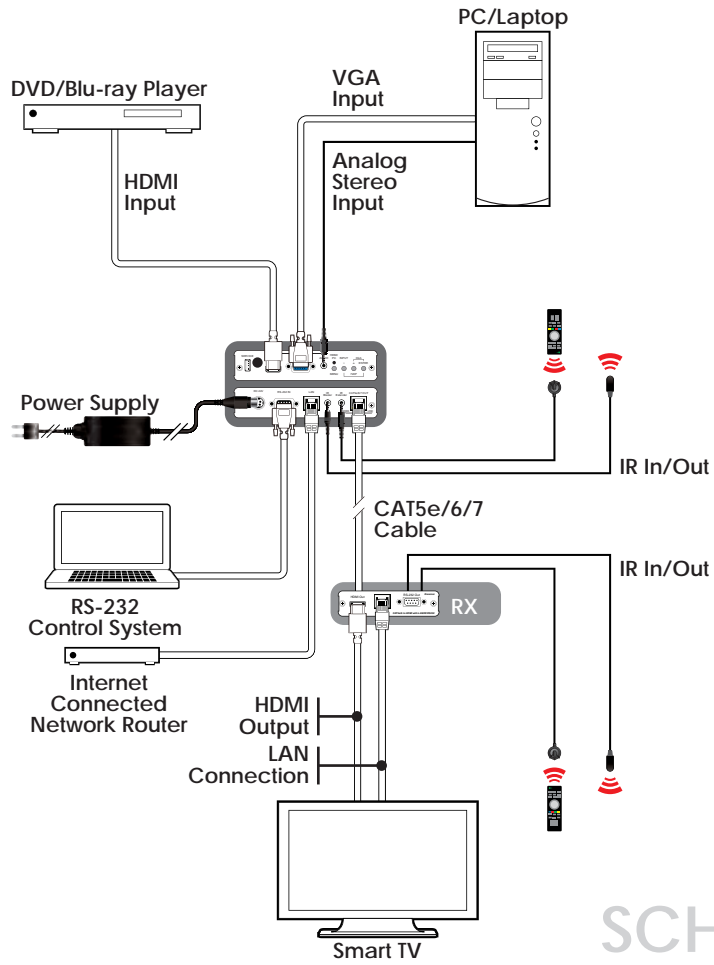 PC/Laptop
DVD/Blu-ray Player
VGA
Input
HDMI
Input
Analog
Stereo
Input
Power Supply
IR In/Out
CAT5e/6/7
Cable
IR In/Out
RX
RS-232
Control System
Internet
Connected
Network Router
HDMI
Output
LAN
Connection
Smart TV
SCH